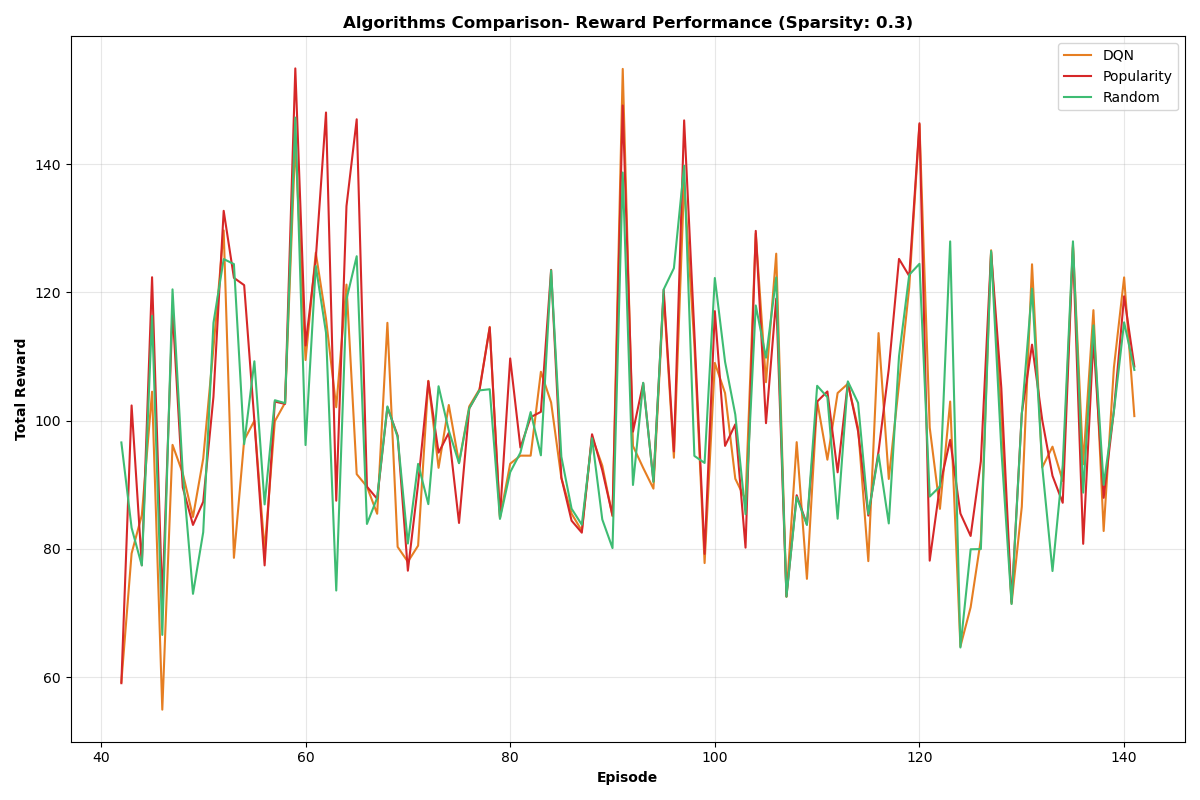 Algorithms Comparison- Reward Performance (Sparsity: 0.3)
DQN
Popularity
Random
Total Reward
140
120
100
80
60
40
60
80
100
120
140
Episode